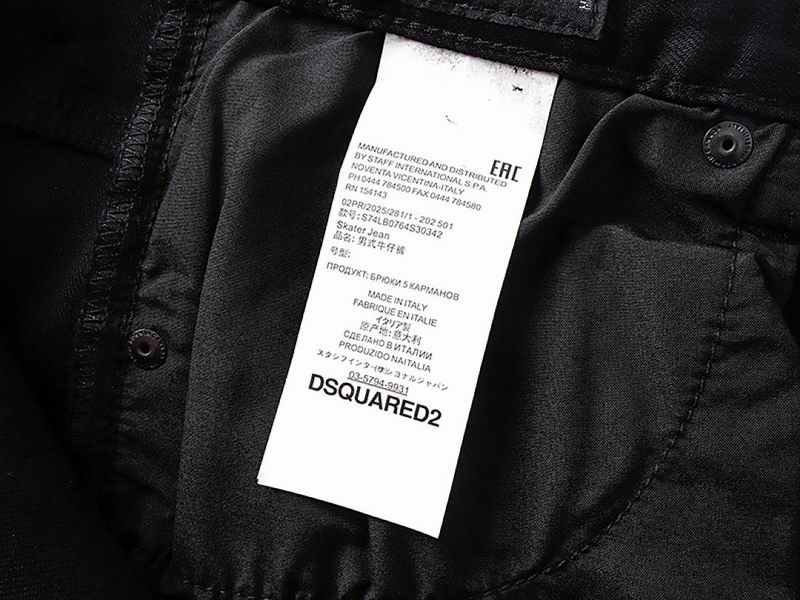 EAC
MANUFACTURED AND DISTRIBUTED
BY STAFF INTERNATIONAL S.P.A.
NOVENTA VICENTINA-ITALY
PH 0444 784500 FAX 0444 784580
RN 154143
02PR/2025/281/1 - 202 501
款号: S74LB0764S30342
Skater Jean
品名: 男式牛仔裤
号型:
ПРОДУКТ: БРЮКИ 5 КАРМАНОВ
MADE IN ITALY
FABRIQUE EN ITALIE
イタリア製
原产地: 意大利
СДЕЛАНО В ИТАЛИИ
PRODUZIDO NAITALIA
スタッフインターナショナルジャパン
03-5794-9931
DSQUARED2